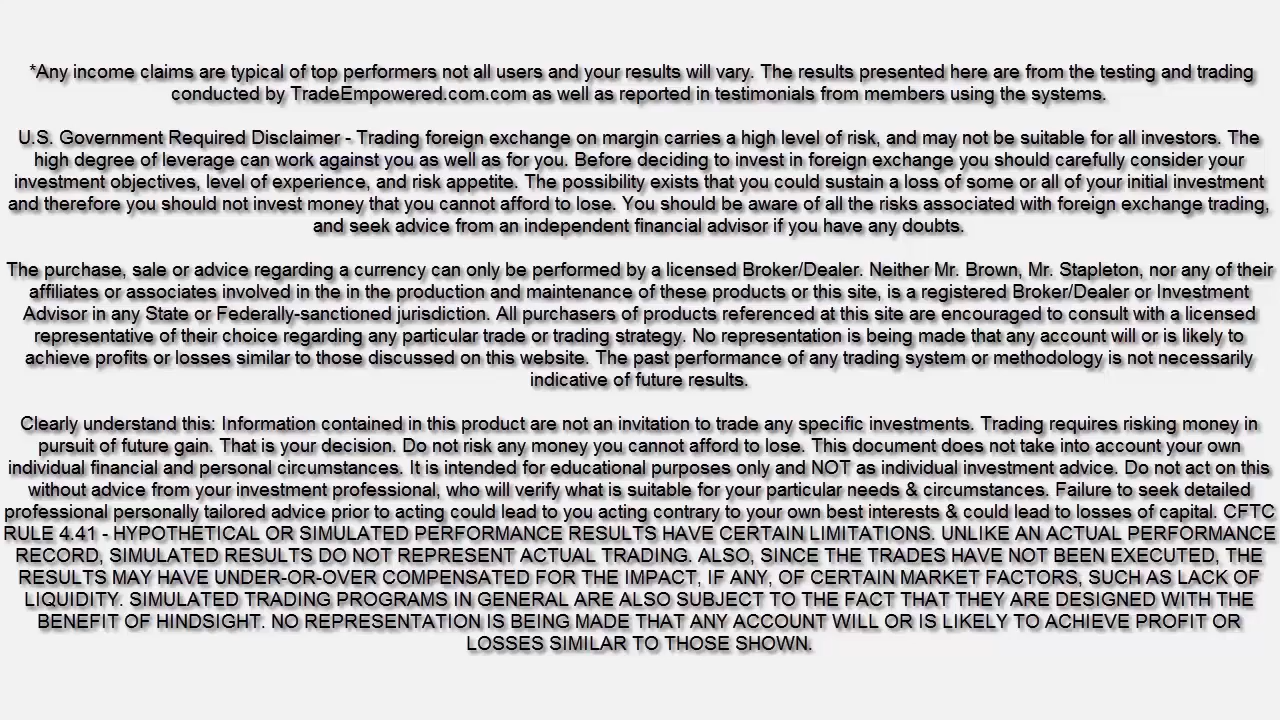 *Any income claims are typical of top performers not all users and your results will vary. The results presented here are from the testing and trading
conducted by TradeEmpowered.com.com as well as reported in testimonials from members using the systems.
U.S. Government Required Disclaimer - Trading foreign exchange on margin carries a high level of risk, and may not be suitable for all investors. The
high degree of leverage can work against you as well as for you. Before deciding to invest in foreign exchange you should carefully consider your
investment objectives, level of experience, and risk appetite. The possibility exists that you could sustain a loss of some or all of your initial investment
and therefore you should not invest money that you cannot afford to lose. You should be aware of all the risks associated with foreign exchange trading,
and seek advice from an independent financial advisor if you have any doubts.
The purchase, sale or advice regarding a currency can only be performed by a licensed Broker/Dealer. Neither Mr. Brown, Mr. Stapleton, nor any of their
affiliates or associates involved in the in the production and maintenance of these products or this site, is a registered Broker/Dealer or Investment
Advisor in any State or Federally-sanctioned jurisdiction. All purchasers of products referenced at this site are encouraged to consult with a licensed
representative of their choice regarding any particular trade or trading strategy. No representation is being made that any account will or is likely to
achieve profits or losses similar to those discussed on this website. The past performance of any trading system or methodology is not necessarily
indicative of future results.
Clearly understand this: Information contained in this product are not an invitation to trade any specific investments. Trading requires risking money in
pursuit of future gain. That is your decision. Do not risk any money you cannot afford to lose. This document does not take into account your own
individual financial and personal circumstances. It is intended for educational purposes only and NOT as individual investment advice. Do not act on this
without advice from your investment professional, who will verify what is suitable for your particular needs & circumstances. Failure to seek detailed
professional personally tailored advice prior to acting could lead to you acting contrary to your own best interests & could lead to losses of capital. CFTC
RULE 4.41 - HYPOTHETICAL OR SIMULATED PERFORMANCE RESULTS HAVE CERTAIN LIMITATIONS. UNLIKE AN ACTUAL PERFORMANCE
RECORD, SIMULATED RESULTS DO NOT REPRESENT ACTUAL TRADING. ALSO, SINCE THE TRADES HAVE NOT BEEN EXECUTED, THE
RESULTS MAY HAVE UNDER-OR-OVER COMPENSATED FOR THE IMPACT, IF ANY, OF CERTAIN MARKET FACTORS, SUCH AS LACK OF
LIQUIDITY. SIMULATED TRADING PROGRAMS IN GENERAL ARE ALSO SUBJECT TO THE FACT THAT THEY ARE DESIGNED WITH THE
BENEFIT OF HINDSIGHT. NO REPRESENTATION IS BEING MADE THAT ANY ACCOUNT WILL OR IS LIKELY TO ACHIEVE PROFIT OR
LOSSES SIMILAR TO THOSE SHOWN.